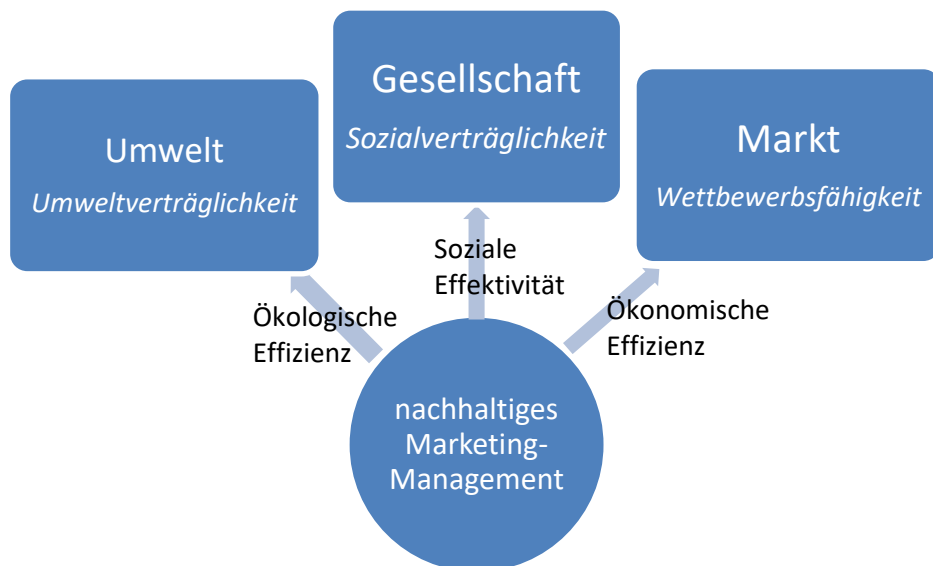 Gesellschaft
Sozialverträglichkeit
Umwelt
Umweltverträglichkeit
Markt
Wettbewerbsfähigkeit
Soziale
Effektivität
Ökologische
Effizienz
Ökonomische
Effizienz
nachhaltiges
Marketing-
Management